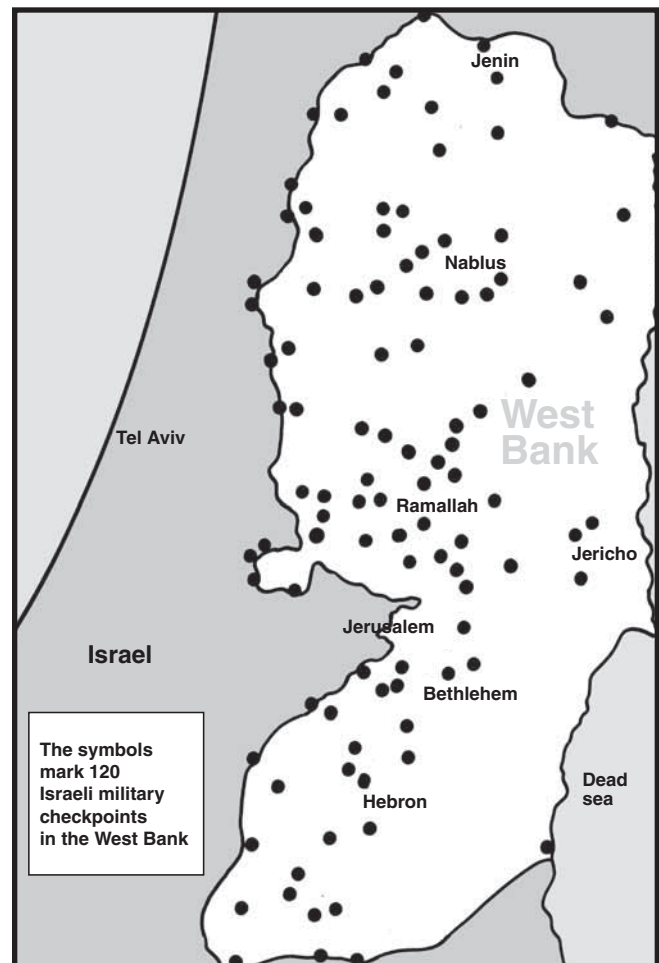 Jenin
Nablus
West
Bank
Tel Aviv
Ramallah
Jericho
Jerusalem
Israel
Bethlehem
The symbols
mark 120
Israeli military
checkpoints
in the West Bank
Hebron
Dead
sea